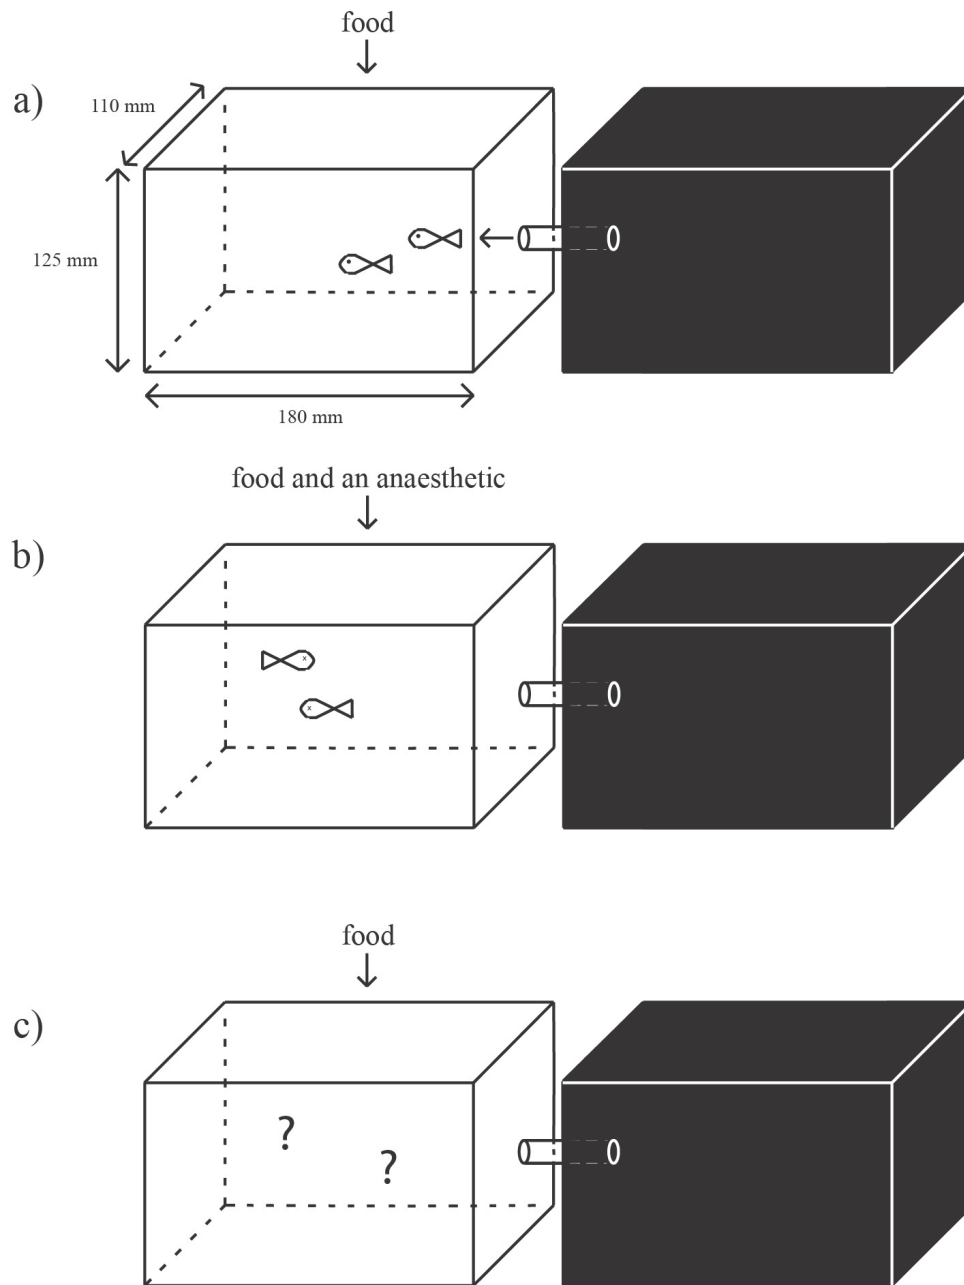 food
a)
110 mm
125 mm
180 mm
food and an anaesthetic
b)
x
x
food
c)
?
?